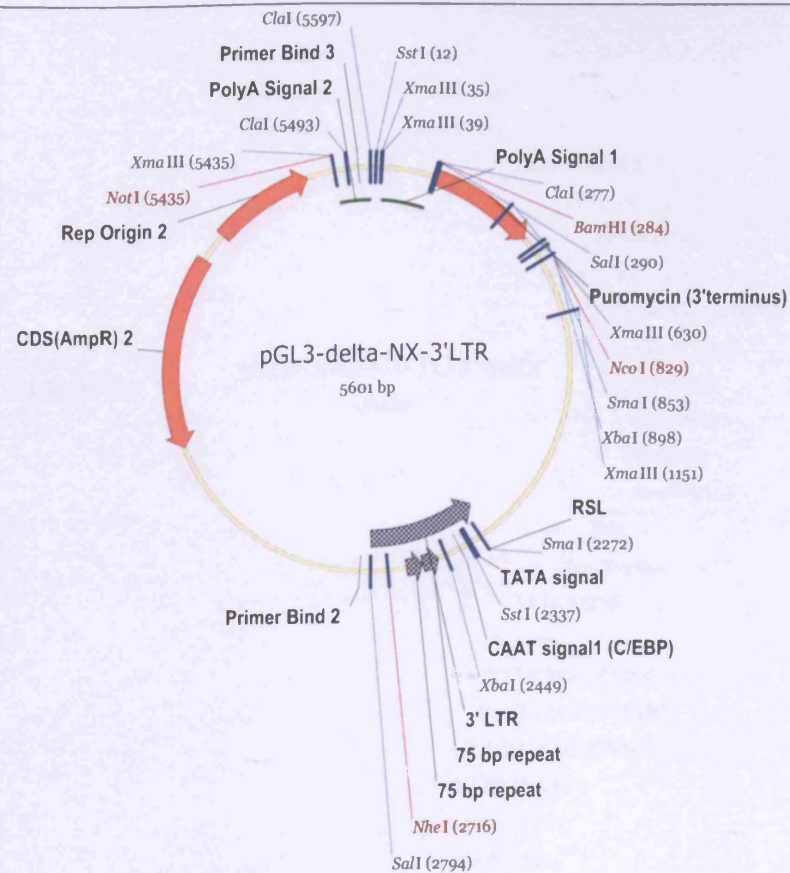 ClaI (5597)
Primer Bind 3
SstI (12)
PolyA Signal 2
XmaIII (35)
ClaI (5493)
XmaIII (39)
XmaIII (5435)
PolyA Signal 1
NotI (5435)
ClaI (277)
Rep Origin 2
BamHI (284)
SalI (290)
Puromycin (3'terminus)
CDS(AmpR) 2
XmaIII (630)
pGL3-delta-NX-3'LTR
5601 bp
NcoI (829)
SmaI (853)
XbaI (898)
XmaIII (1151)
RSL
SmaI (2272)
TATA signal
Primer Bind 2
SstI (2337)
CAAT signal1 (C/EBP)
XbaI (2449)
3' LTR
75 bp repeat
75 bp repeat
NheI (2716)
SalI (2794)